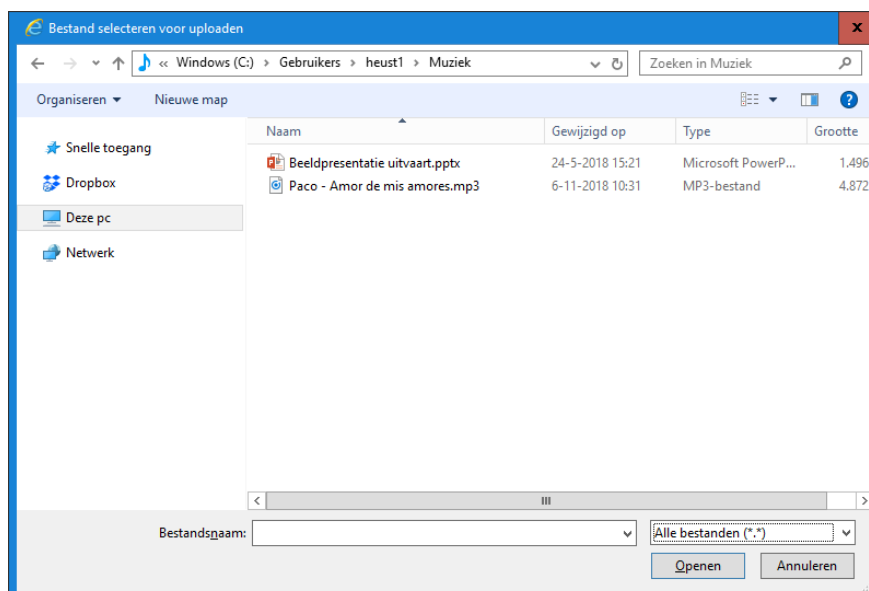 Bestand selecteren voor uploaden
« Windows (C:) › Gebruikers › heust1 › Muziek
Zoeken in Muziek
Organiseren
Nieuwe map
Snelle toegang
Dropbox
Deze pc
Netwerk
Naam Gewijzigd op Type Grootte
Beeldpresentatie uitvaart.pptx 24-5-2018 15:21 Microsoft PowerP... 1.496
Paco - Amor de mis amores.mp3 6-11-2018 10:31 MP3-bestand 4.872
Bestandsnaam:
Alle bestanden (*.*)
Openen Annuleren